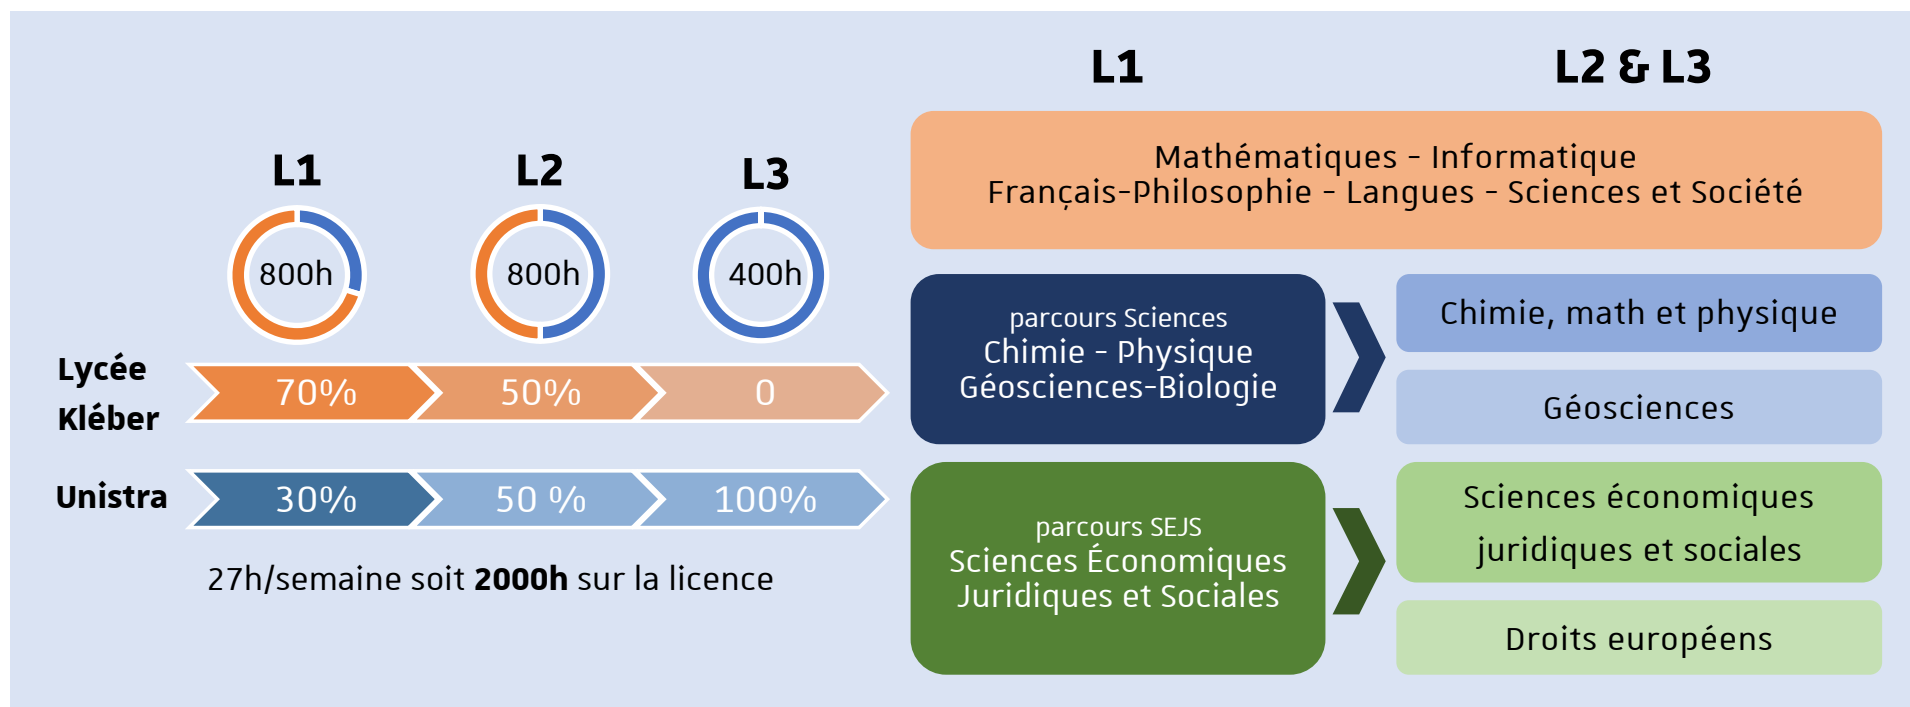 L1
L2
L3
800h
800h
400h
Lycée
Kléber
70%
50%
0
Unistra
30%
50 %
100%
27h/semaine soit 2000h sur la licence
L1
L2 & L3
Mathématiques - Informatique
Français-Philosophie - Langues - Sciences et Société
parcours Sciences
Chimie - Physique
Géosciences-Biologie
Chimie, math et physique
Géosciences
parcours SEJS
Sciences Économiques
Juridiques et Sociales
Sciences économiques
juridiques et sociales
Droits européens